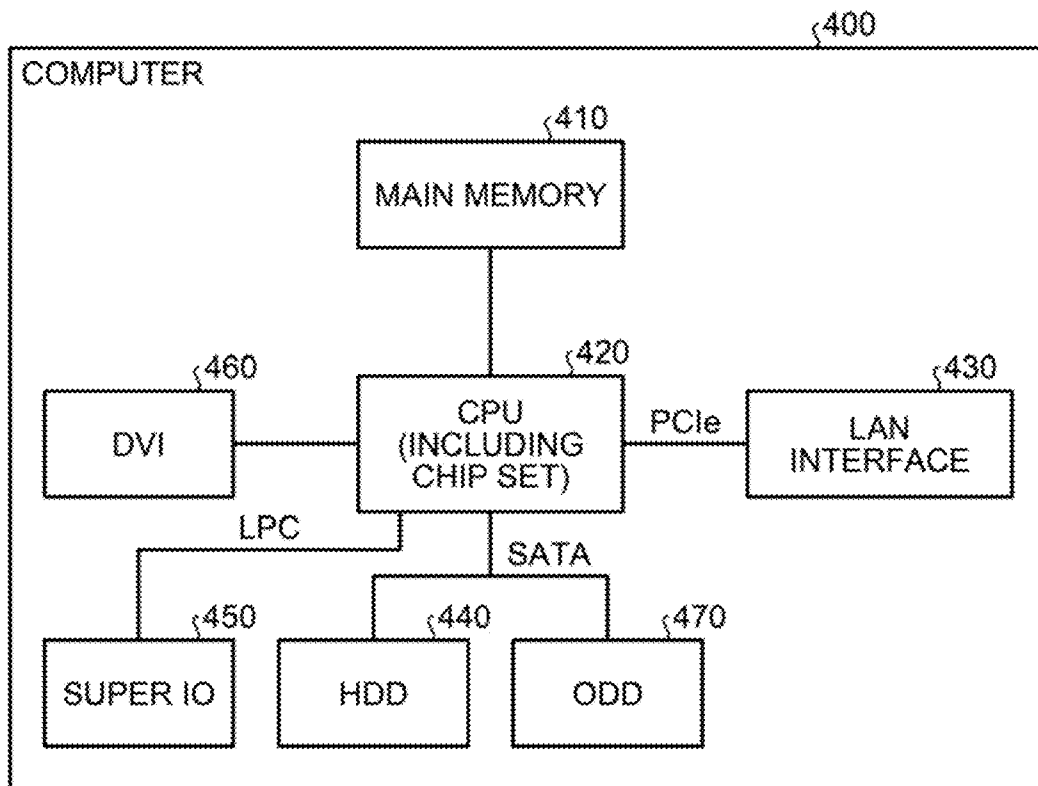 400
COMPUTER
410
MAIN MEMORY
420
CPU
(INCLUDING
CHIP SET)
460
DVI
PCIe
430
LAN
INTERFACE
LPC
SATA
450
SUPER IO
440
HDD
470
ODD